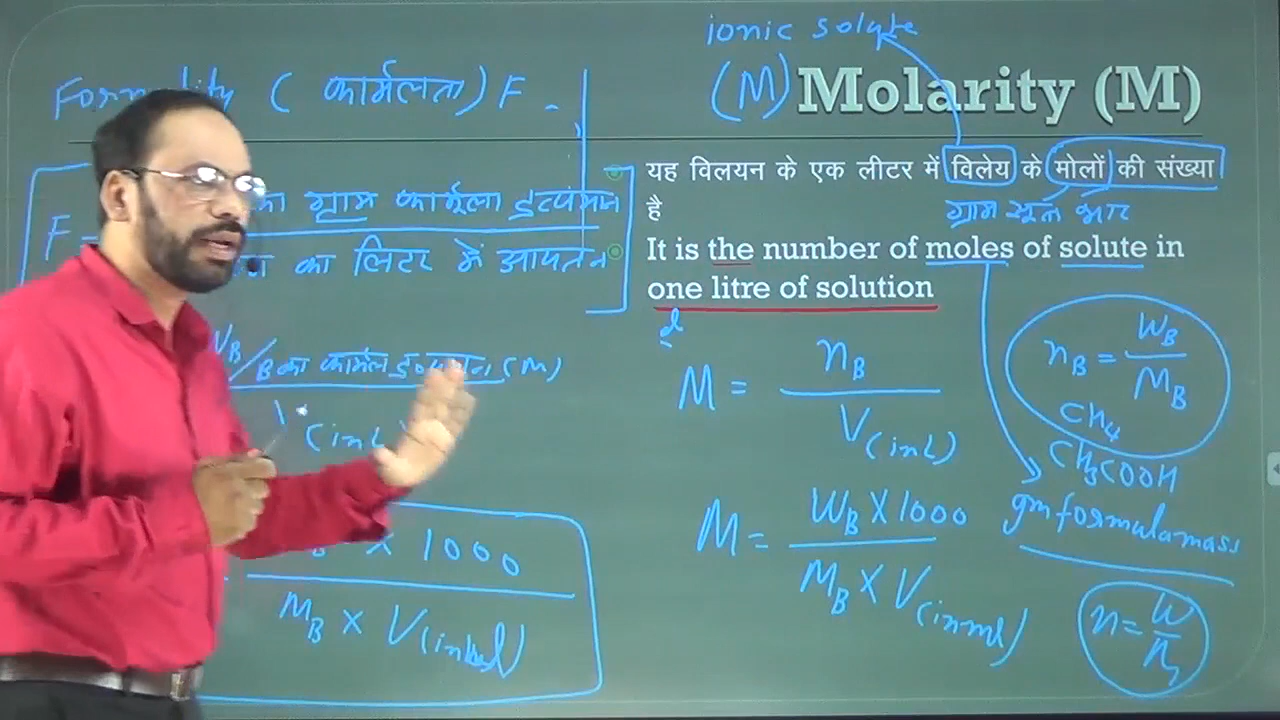 ionic solute
Formality ( फार्मलता ) F
(M) Molarity (M)
यह विलयन के एक लीटर में विलेय के मोलों की संख्या
है
ग्राम सूत्र भार
It is the number of moles of solute in
one litre of solution
F
का ग्राम फार्मूला द्रव्यमान
का लिटर में आयतन
W_B/B का फार्मूला द्रव्यमान (M)
V (in L)
× 1000
M_B × V(in ml)
d
M = n_B / V(in L)
n_B = W_B / M_B
CH4
CH3COOH
gm formula mass
M = W_B × 1000 / M_B × V(in ml)
n = W / M